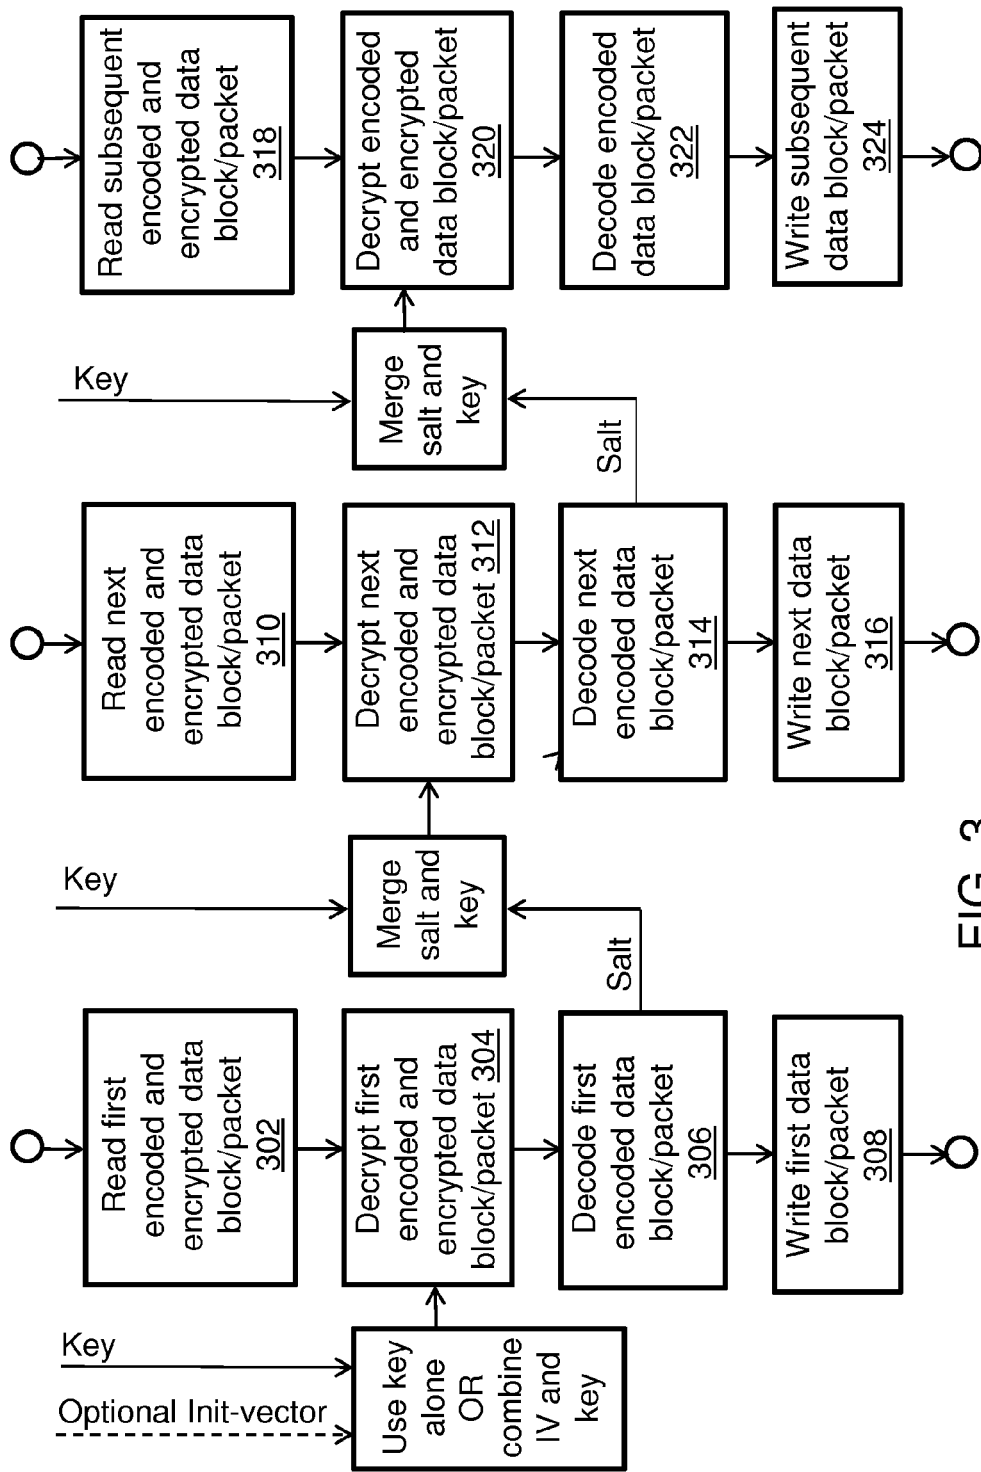 Optional Init-vector
Key
Use key
alone
OR
combine
IV and
key
Read first
encoded and
encrypted data
block/packet
302
Decrypt first
encoded and
encrypted data
block/packet 304
Decode first
encoded data
block/packet
306
Write first data
block/packet
308
Key
Merge
salt and
key
Salt
Read next
encoded and
encrypted data
block/packet
310
Decrypt next
encoded and
encrypted data
block/packet 312
Decode next
encoded data
block/packet
314
Write next data
block/packet
316
Key
Merge
salt and
key
Salt
Read subsequent
encoded and
encrypted data
block/packet
318
Decrypt encoded
and encrypted
data block/packet
320
Decode encoded
data block/packet
322
Write subsequent
data block/packet
324
FIG. 3